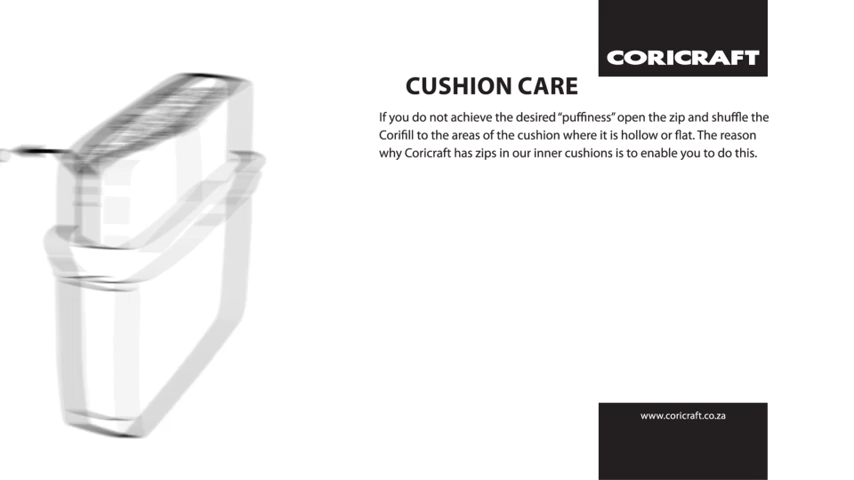 CORICRAFT
CUSHION CARE
If you do not achieve the desired “puffiness” open the zip and shuffle the
Corifill to the areas of the cushion where it is hollow or flat. The reason
why Coricraft has zips in our inner cushions is to enable you to do this.
www.coricraft.co.za